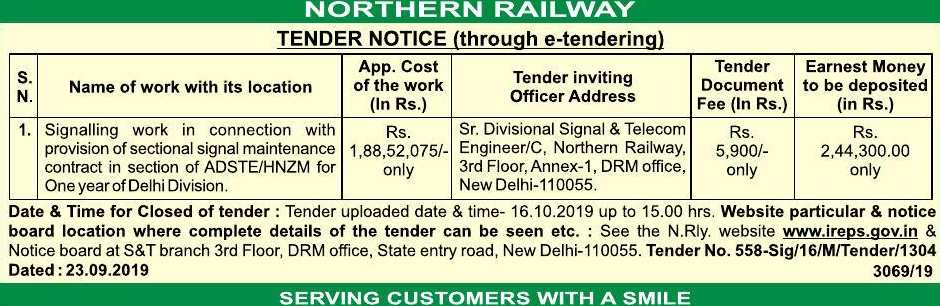 NORTHERN RAILWAY
TENDER NOTICE (through e-tendering)
S. N.
Name of work with its location
App. Cost
of the work
(In Rs.)
Tender inviting
Officer Address
Tender
Document
Fee (In Rs.)
Earnest Money
to be deposited
(in Rs.)
1.
Signalling work in connection with
provision of sectional signal maintenance
contract in section of ADSTE/HNZM for
One year of Delhi Division.
Rs.
1,88,52,075/-
only
Sr. Divisional Signal & Telecom
Engineer/C, Northern Railway,
3rd Floor, Annex-1, DRM office,
New Delhi-110055.
Rs.
5,900/-
only
Rs.
2,44,300.00
only
Date & Time for Closed of tender : Tender uploaded date & time- 16.10.2019 up to 15.00 hrs. Website particular & notice
board location where complete details of the tender can be seen etc. : See the N.Rly. website www.ireps.gov.in &
Notice board at S&T branch 3rd Floor, DRM office, State entry road, New Delhi-110055. Tender No. 558-Sig/16/M/Tender/1304
Dated : 23.09.2019
3069/19
SERVING CUSTOMERS WITH A SMILE